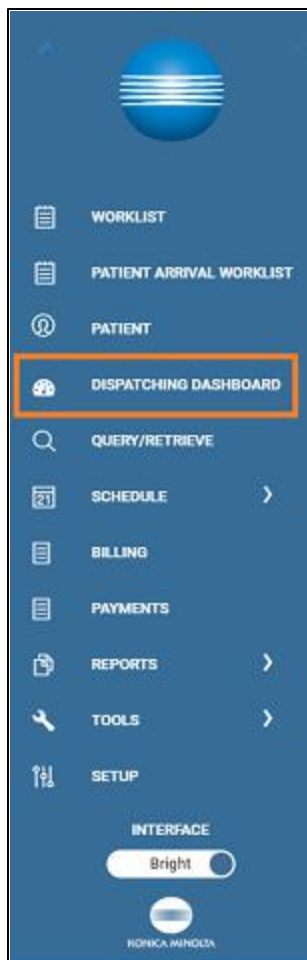 WORKLIST
PATIENT ARRIVAL WORKLIST
PATIENT
DISPATCHING DASHBOARD
QUERY/RETRIEVE
21 SCHEDULE
BILLING
PAYMENTS
REPORTS
TOOLS
SETUP
INTERFACE
Bright
KONICA MINOLTA